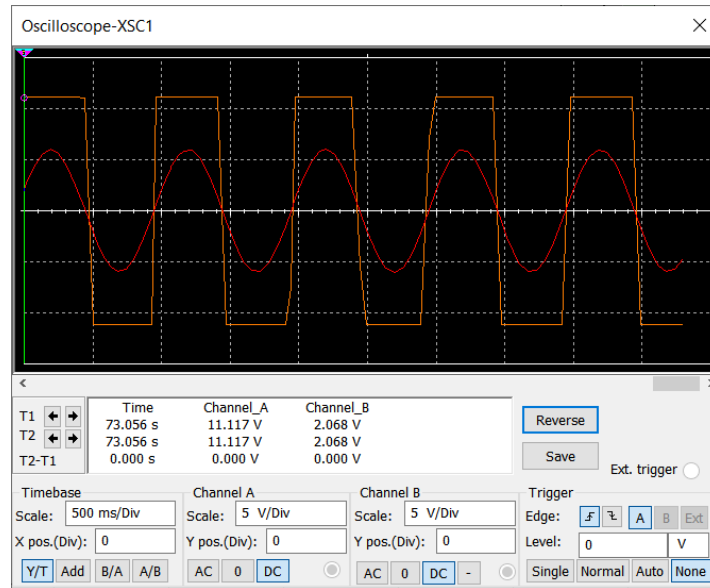 Oscilloscope-XSC1
Time Channel_A Channel_B
T1 73.056 s 11.117 V 2.068 V
T2 73.056 s 11.117 V 2.068 V
T2-T1 0.000 s 0.000 V 0.000 V
Reverse
Save
Ext. trigger
Timebase
Scale: 500 ms/Div
X pos.(Div): 0
Y/T Add B/A A/B
Channel A
Scale: 5 V/Div
Y pos.(Div): 0
AC 0 DC
Channel B
Scale: 5 V/Div
Y pos.(Div): 0
AC 0 DC -
Trigger
Edge: A B Ext
Level: 0 V
Single Normal Auto None